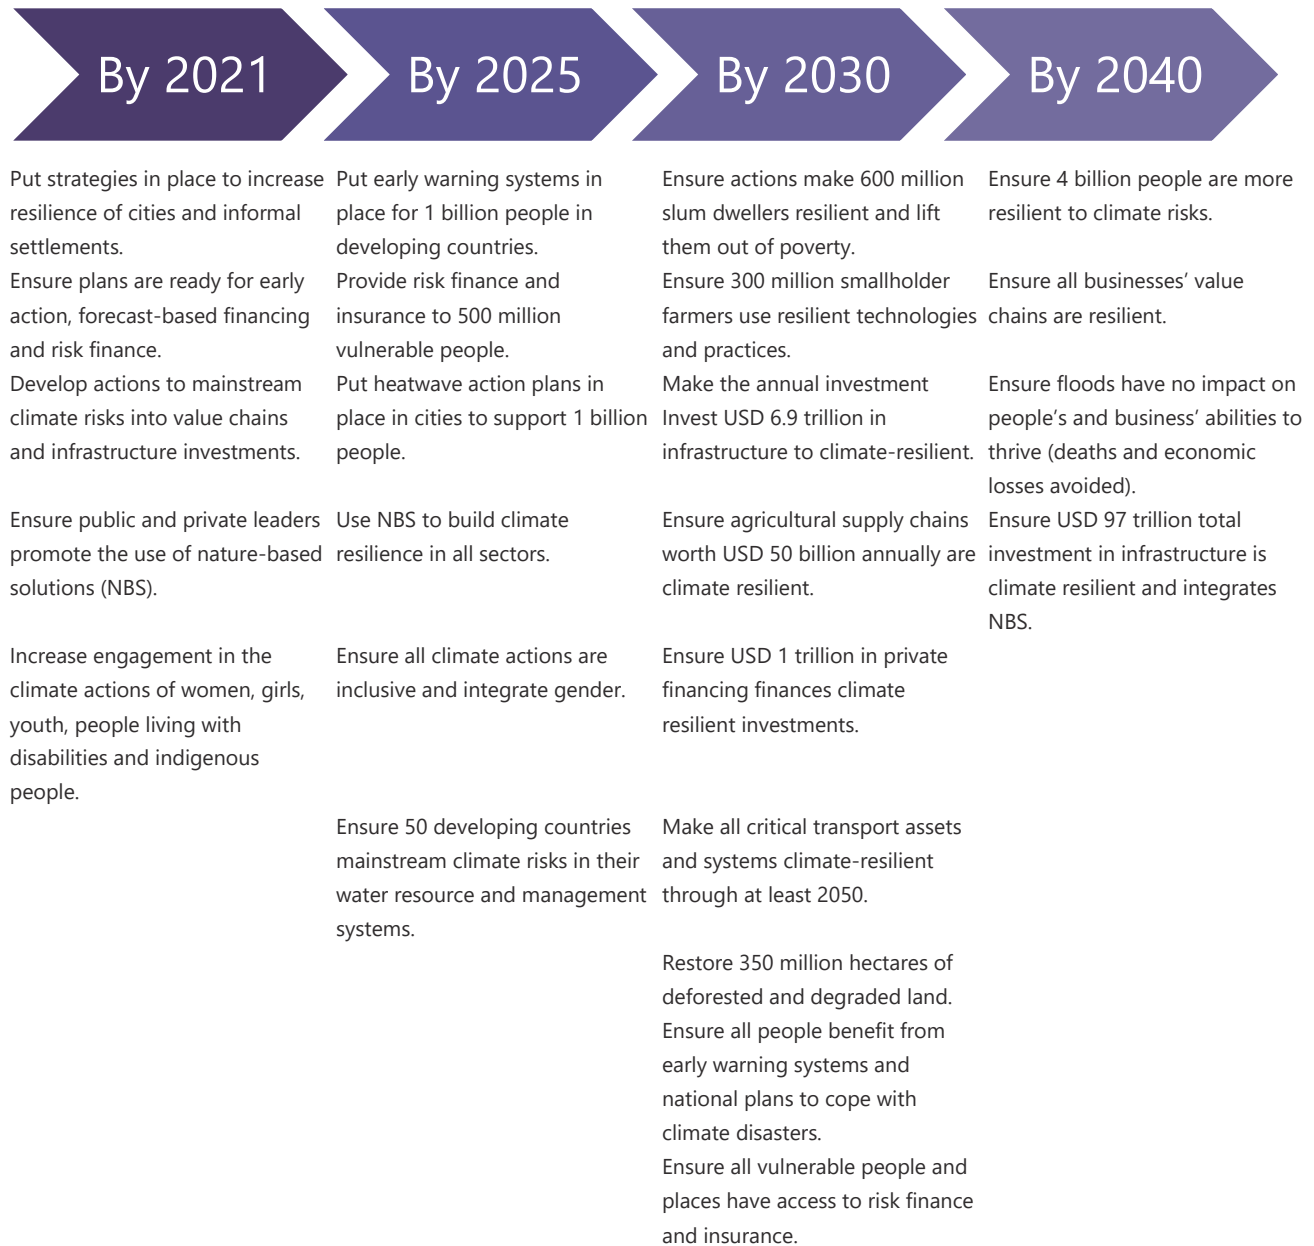 By 2021
By 2025
By 2030
By 2040
Put strategies in place to increase
resilience of cities and informal
settlements.
Put early warning systems in
place for 1 billion people in
developing countries.
Ensure actions make 600 million
slum dwellers resilient and lift
them out of poverty.
Ensure 4 billion people are more
resilient to climate risks.
Ensure plans are ready for early
action, forecast-based financing
and risk finance.
Provide risk finance and
insurance to 500 million
vulnerable people.
Ensure 300 million smallholder
farmers use resilient technologies
and practices.
Ensure all businesses’ value
chains are resilient.
Develop actions to mainstream
climate risks into value chains
and infrastructure investments.
Put heatwave action plans in
place in cities to support 1 billion
people.
Make the annual investment
Invest USD 6.9 trillion in
infrastructure to climate-resilient.
Ensure floods have no impact on
people’s and business’ abilities to
thrive (deaths and economic
losses avoided).
Ensure public and private leaders
promote the use of nature-based
solutions (NBS).
Use NBS to build climate
resilience in all sectors.
Ensure agricultural supply chains
worth USD 50 billion annually are
climate resilient.
Ensure USD 97 trillion total
investment in infrastructure is
climate resilient and integrates
NBS.
Increase engagement in the
climate actions of women, girls,
youth, people living with
disabilities and indigenous
people.
Ensure all climate actions are
inclusive and integrate gender.
Ensure USD 1 trillion in private
financing finances climate
resilient investments.
Ensure 50 developing countries
mainstream climate risks in their
water resource and management
systems.
Make all critical transport assets
and systems climate-resilient
through at least 2050.
Restore 350 million hectares of
deforested and degraded land.
Ensure all people benefit from
early warning systems and
national plans to cope with
climate disasters.
Ensure all vulnerable people and
places have access to risk finance
and insurance.